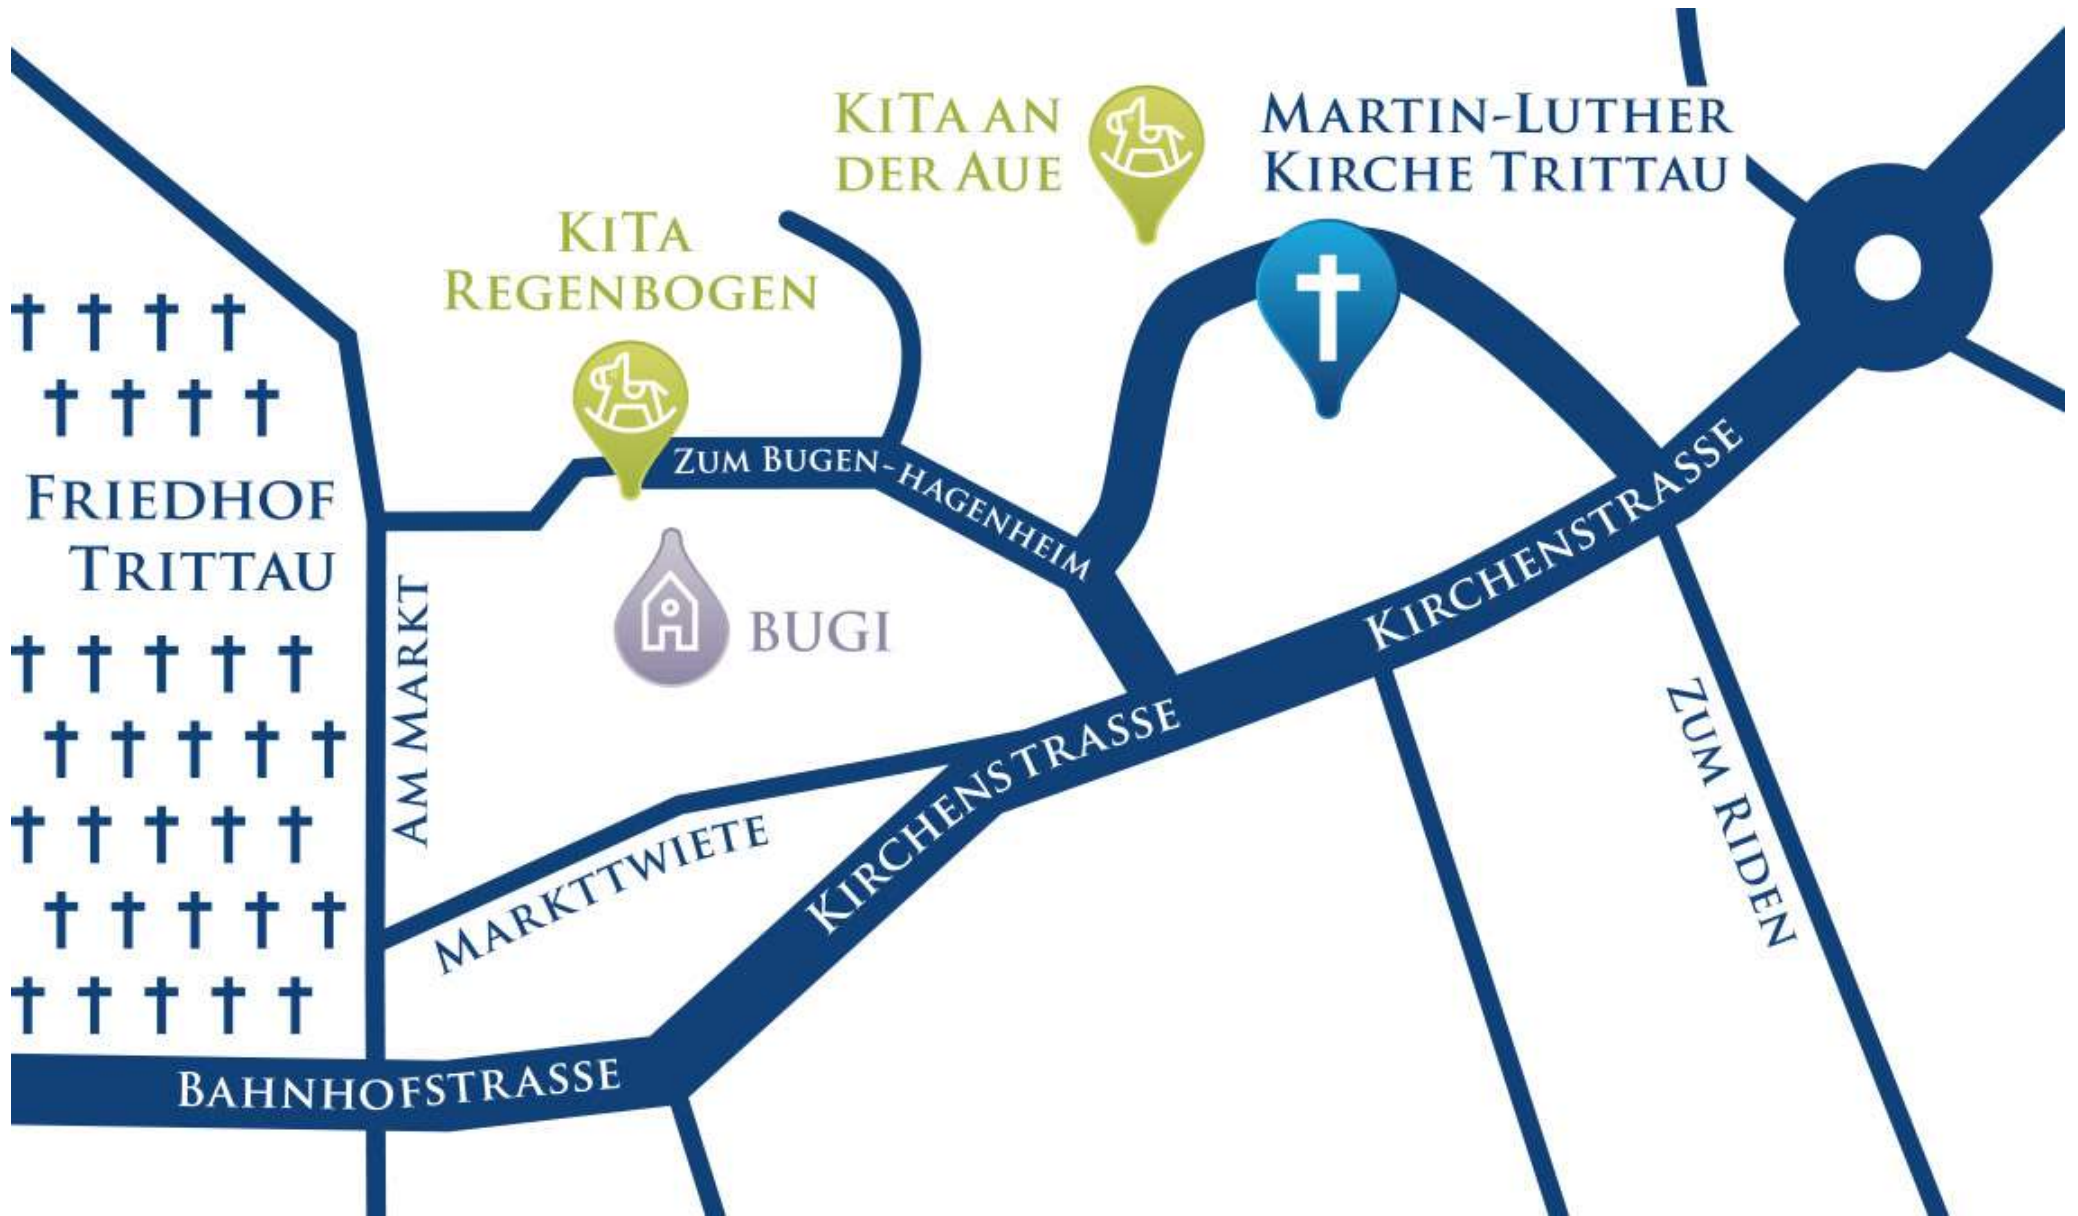 KiTa an
der Aue
Martin-Luther
Kirche Trittau
KiTa
Regenbogen
Zum Bugen-hagenheim
Friedhof
Trittau
BUGI
Am Markt
Kirchenstrasse
Kirchenstrasse
Zum Riden
Markttwiete
Bahnhofstrasse